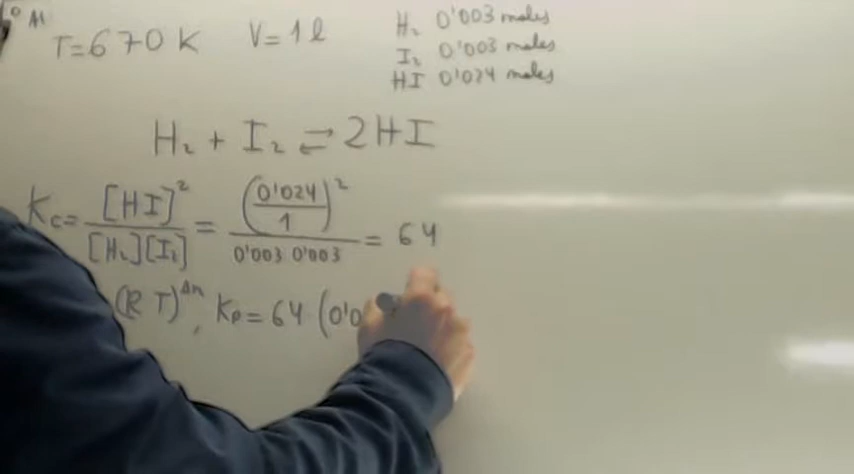 T=670 K V=1 l
H₂ 0'003 moles
I₂ 0'003 moles
HI 0'024 moles
H₂ + I₂ ⇄ 2HI
Kc= [HI]² / [H₂][I₂] = (0'024 / 1)² / 0'003 0'003 = 64
(R T)^Δn, Kp = 64 (0'0